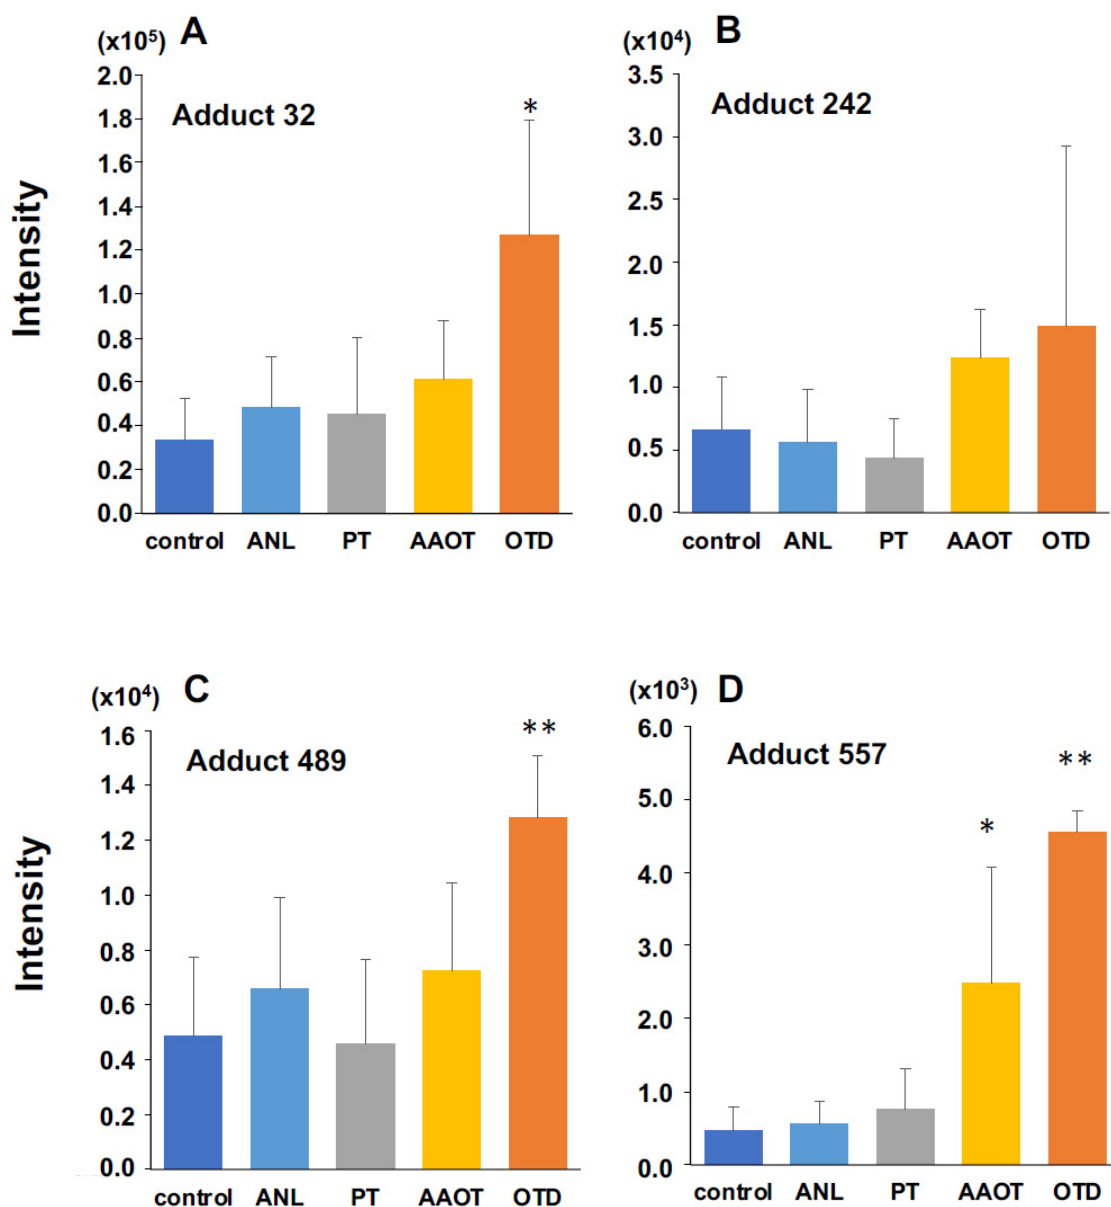 (x10⁵) A
Adduct 32
*
Intensity
2.0
1.8
1.6
1.4
1.2
1.0
0.8
0.6
0.4
0.2
0.0
control ANL PT AAOT OTD
(x10⁴) B
Adduct 242
3.5
3.0
2.5
2.0
1.5
1.0
0.5
0.0
control ANL PT AAOT OTD
(x10⁴) C
Adduct 489
**
Intensity
1.6
1.4
1.2
1.0
0.8
0.6
0.4
0.2
0.0
control ANL PT AAOT OTD
(x10³) D
Adduct 557
**
*
6.0
5.0
4.0
3.0
2.0
1.0
0.0
control ANL PT AAOT OTD